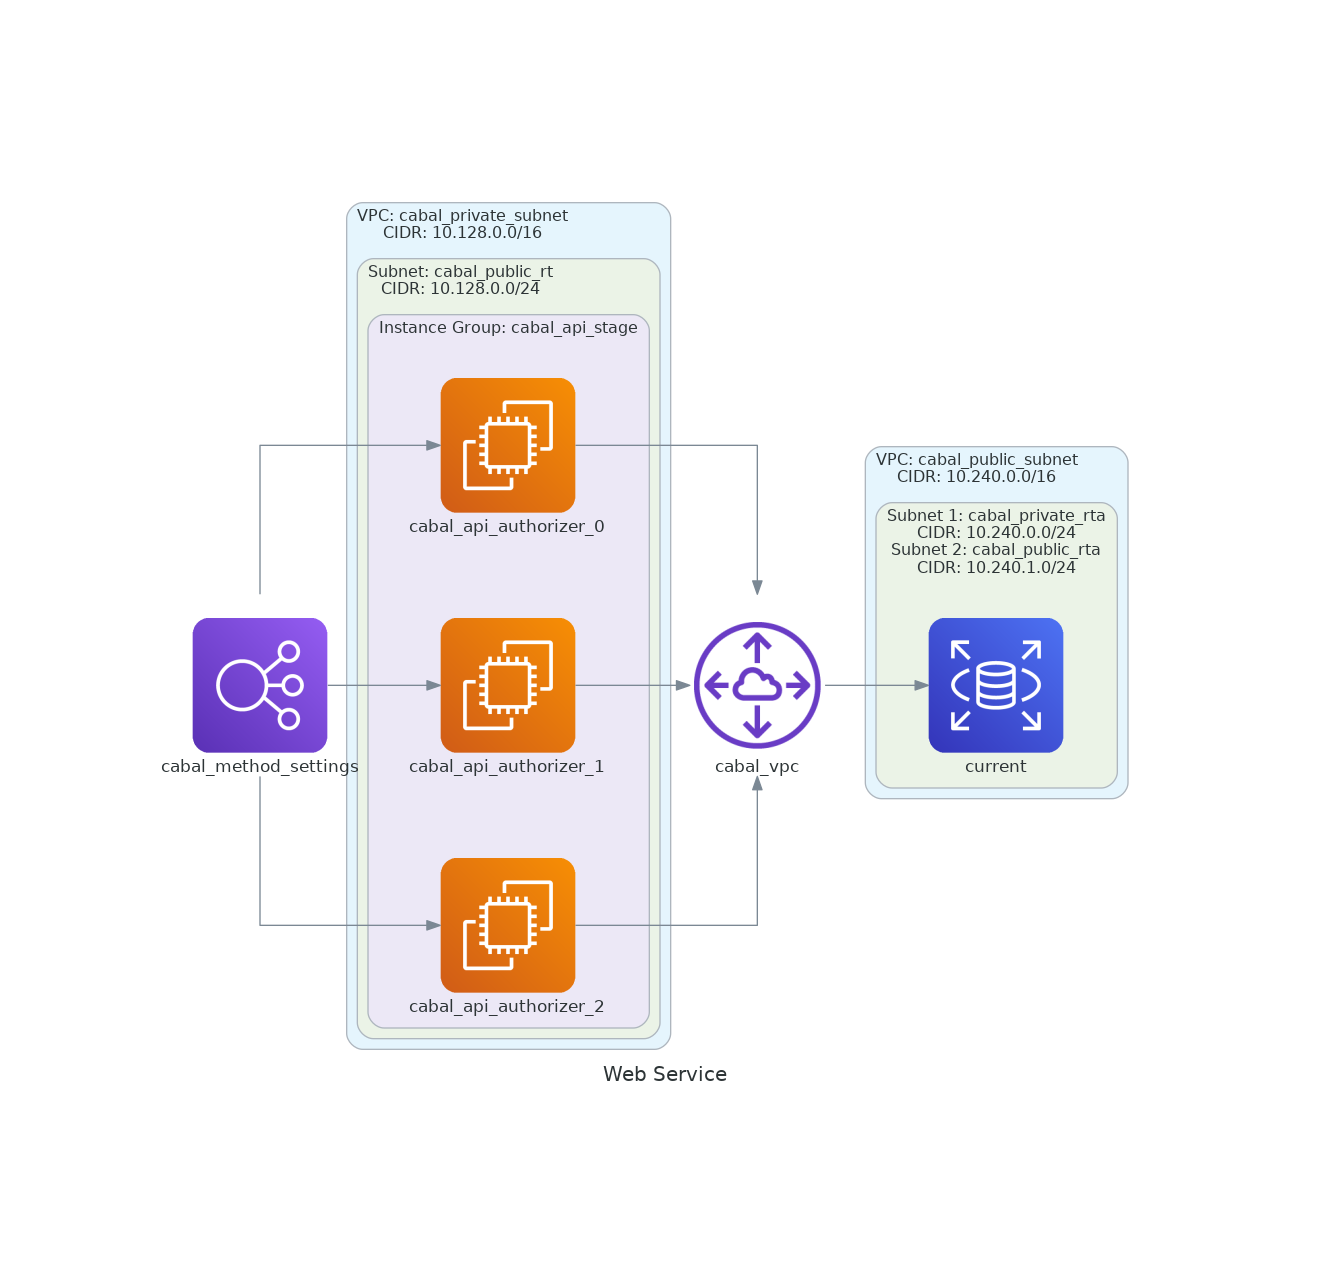 VPC: cabal_private_subnet
CIDR: 10.128.0.0/16
Subnet: cabal_public_rt
CIDR: 10.128.0.0/24
Instance Group: cabal_api_stage
cabal_api_authorizer_0
VPC: cabal_public_subnet
CIDR: 10.240.0.0/16
Subnet 1: cabal_private_rta
CIDR: 10.240.0.0/24
Subnet 2: cabal_public_rta
CIDR: 10.240.1.0/24
cabal_method_settings
cabal_api_authorizer_1
cabal_vpc
current
cabal_api_authorizer_2
Web Service